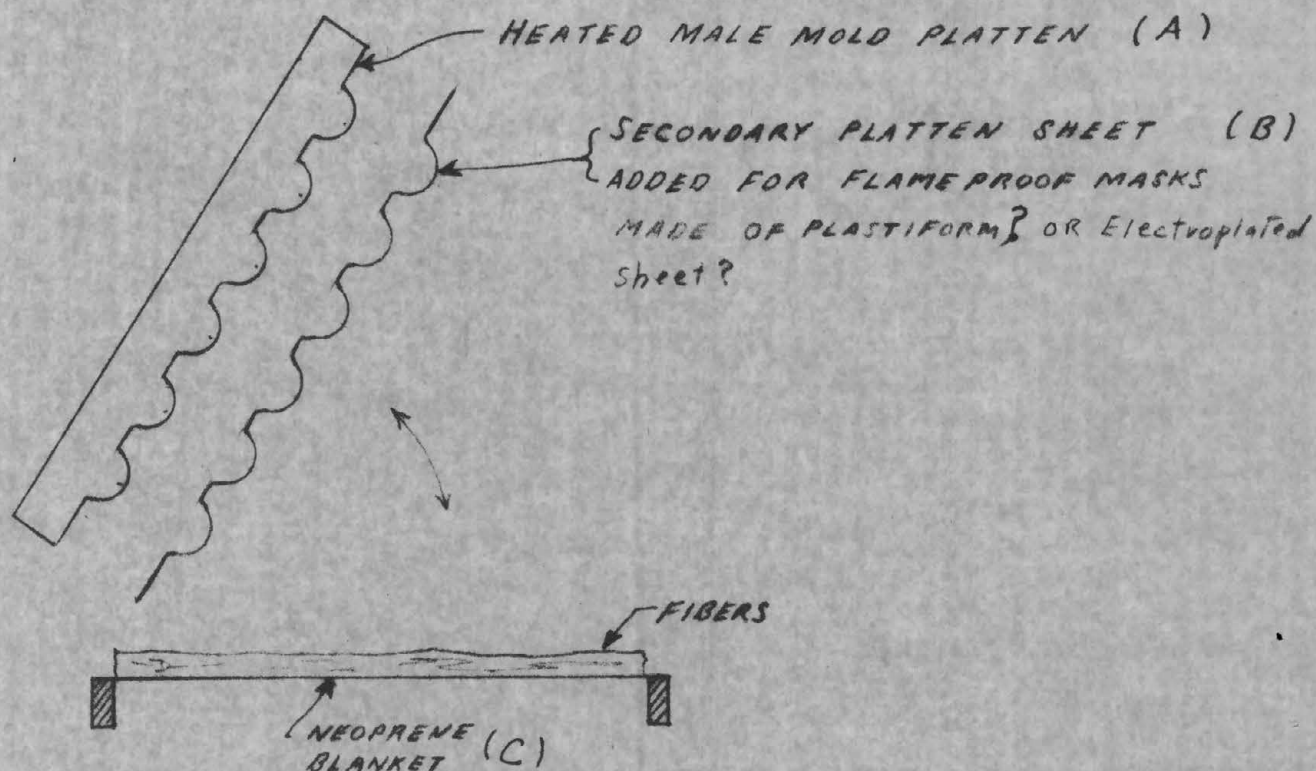 HEATED MALE MOLD PLATTEN (A)
SECONDARY PLATTEN SHEET (B)
ADDED FOR FLAMEPROOF MASKS
MADE OF PLASTIFORM? OR Electroplated
sheet?
FIBERS
NEOPRENE
BLANKET (C)